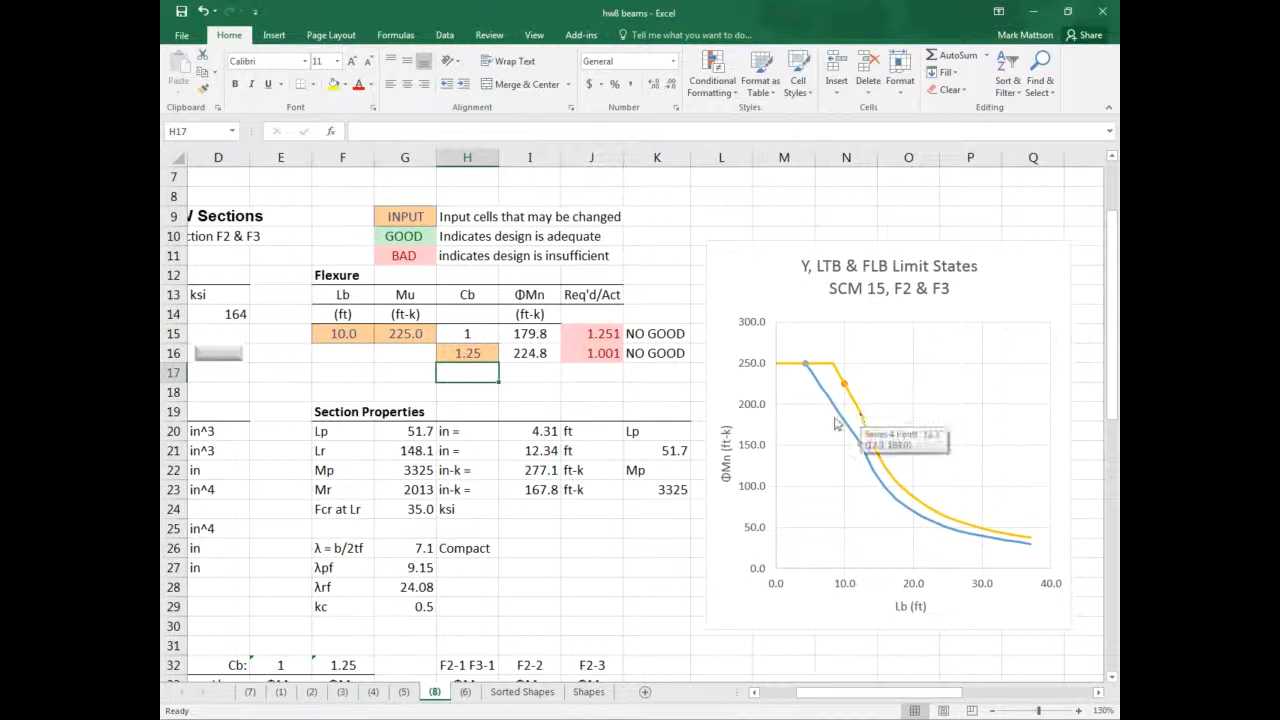 hw8 beams - Excel
File Home Insert Page Layout Formulas Data Review View Add-ins Tell me what you want to do... Mark Mattson Share
Paste Calibri 11 A A Wrap Text General Conditional Format as Cell Insert Delete Format AutoSum Sort & Find &
B I U A Merge & Center $ % Formatting Table Styles Fill Filter Select
Clear
Clipboard Font Alignment Number Styles Cells Editing
H17 fx
D E F G H I J K L M N O P Q
7
8
9 W Sections INPUT Input cells that may be changed
10 ction F2 & F3 GOOD Indicates design is adequate
11 BAD indicates design is insufficient
12 Flexure
13 ksi Lb Mu Cb ΦMn Req'd/Act
14 164 (ft) (ft-k) (ft-k)
15 10.0 225.0 1 179.8 1.251 NO GOOD
16 1.25 224.8 1.001 NO GOOD
17
18
19 Section Properties
20 in^3 Lp 51.7 in = 4.31 ft Lp
21 in^3 Lr 148.1 in = 12.34 ft 51.7
22 in Mp 3325 in-k = 277.1 ft-k Mp
23 in^4 Mr 2013 in-k = 167.8 ft-k 3325
24 Fcr at Lr 35.0 ksi
25 in^4
26 in λ = b/2tf 7.1 Compact
27 in λpf 9.15
28 λrf 24.08
29 kc 0.5
30
31
32 Cb: 1 1.25 F2-1 F3-1 F2-2 F2-3
Y, LTB & FLB Limit States
SCM 15, F2 & F3
300.0
250.0
200.0
150.0
100.0
50.0
0.0
ΦMn (ft-k)
0.0 10.0 20.0 30.0 40.0
Lb (ft)
(7) (1) (2) (3) (4) (5) (8) (6) Sorted Shapes Shapes
Ready 130%